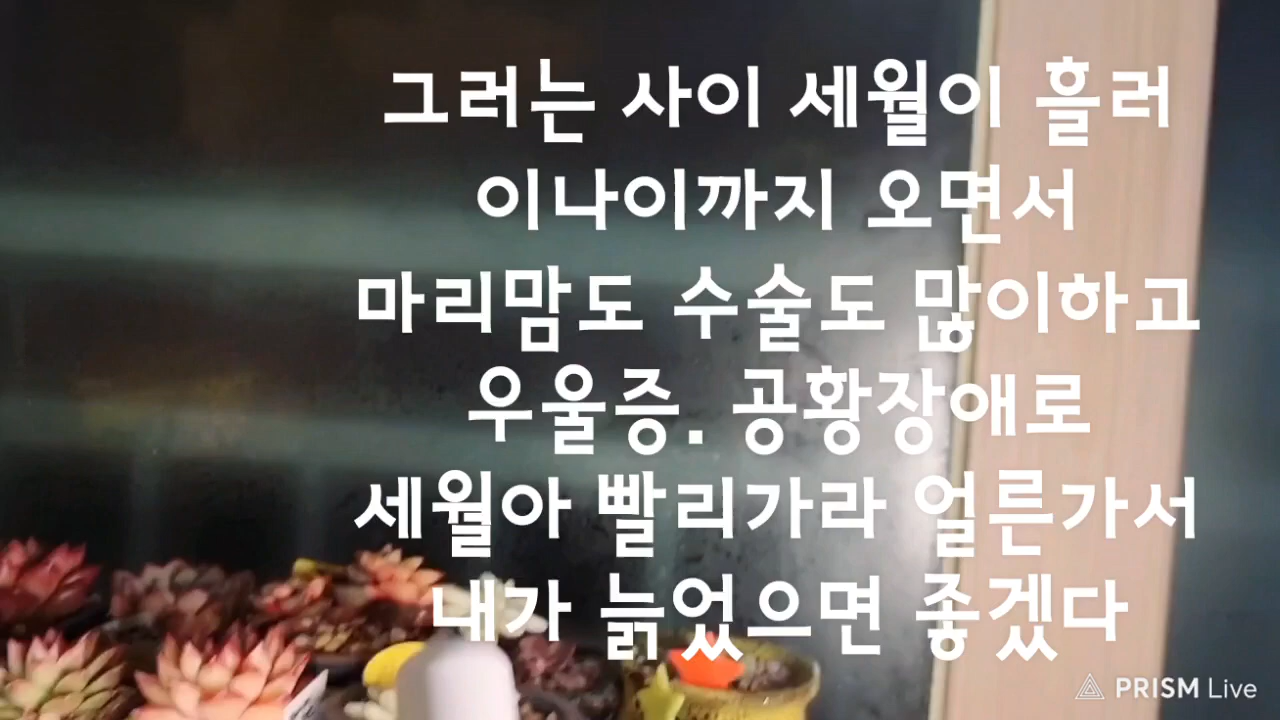 그러는 사이 세월이 흘러
이나이까지 오면서
마리맘도 수술도 많이하고
우울증. 공황장애로
세월아 빨리가라 얼른가서
내가 늙었으면 좋겠다
PRISM Live